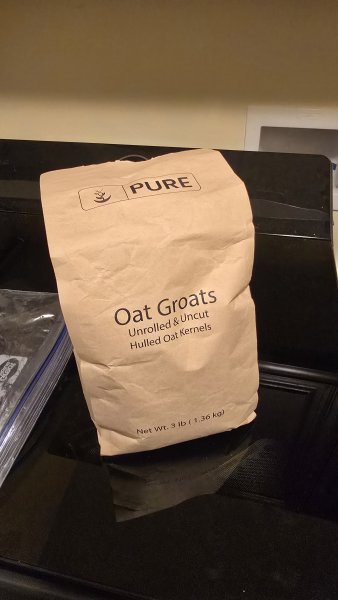 PURE
Oat Groats
Unrolled & Uncut
Hulled Oat Kernels
Net Wt. 3 lb ( 1.36 kg)